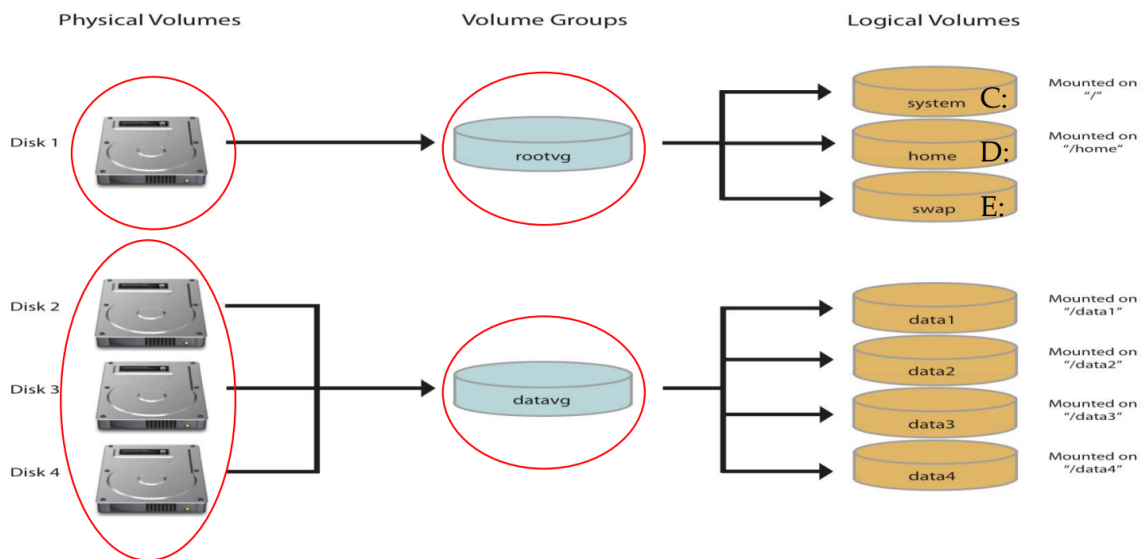 Physical Volumes
Volume Groups
Logical Volumes
Disk 1
rootvg
system C:
Mounted on
“/”
home D:
Mounted on
“/home”
swap E:
Disk 2
Disk 3
Disk 4
datavg
data1
Mounted on
“/data1”
data2
Mounted on
“/data2”
data3
Mounted on
“/data3”
data4
Mounted on
“/data4”